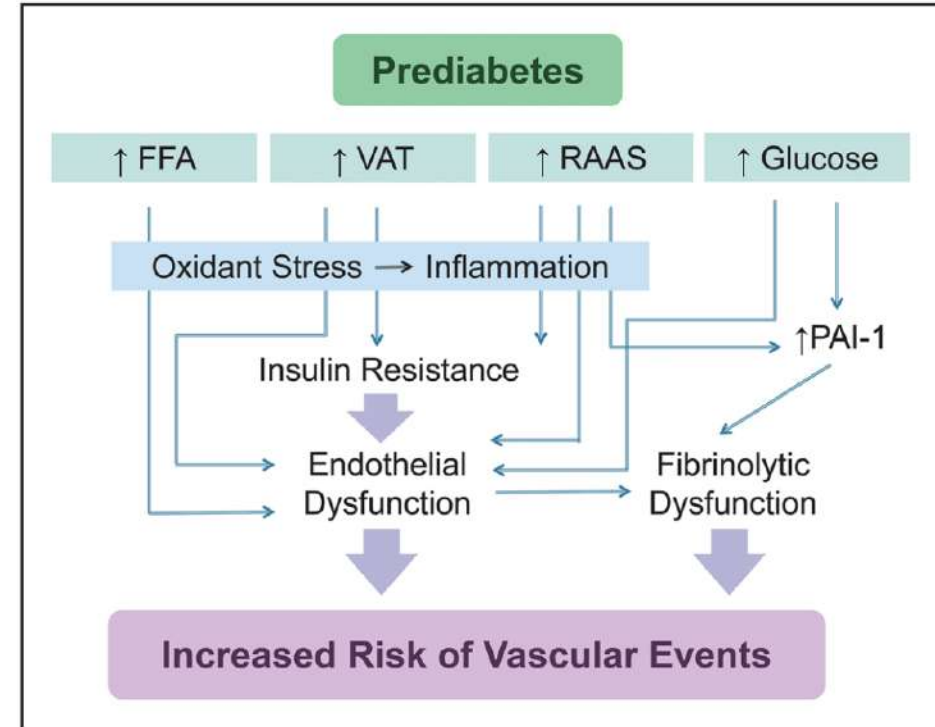 Prediabetes
↑ FFA
↑ VAT
↑ RAAS
↑ Glucose
Oxidant Stress → Inflammation
↑PAI-1
Insulin Resistance
Endothelial
Dysfunction
Fibrinolytic
Dysfunction
Increased Risk of Vascular Events